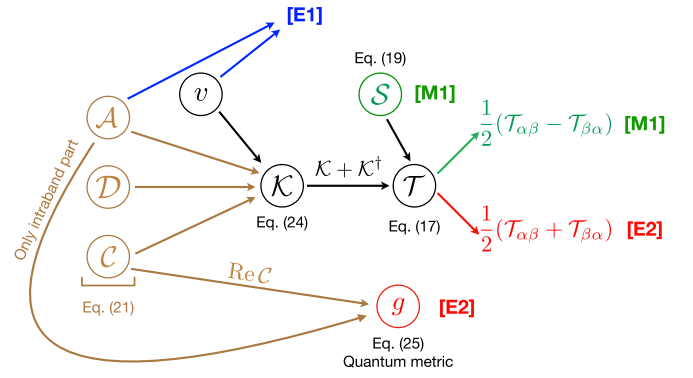 [E1]
Eq. (19)
v
𝒮
[M1]
𝒜
½(𝒯αβ − 𝒯βα) [M1]
Only intraband part
𝒟
𝒦
𝒦 + 𝒦†
𝒯
Eq. (24)
Eq. (17)
½(𝒯αβ + 𝒯βα) [E2]
𝒞
Re 𝒞
Eq. (21)
g
[E2]
Eq. (25)
Quantum metric